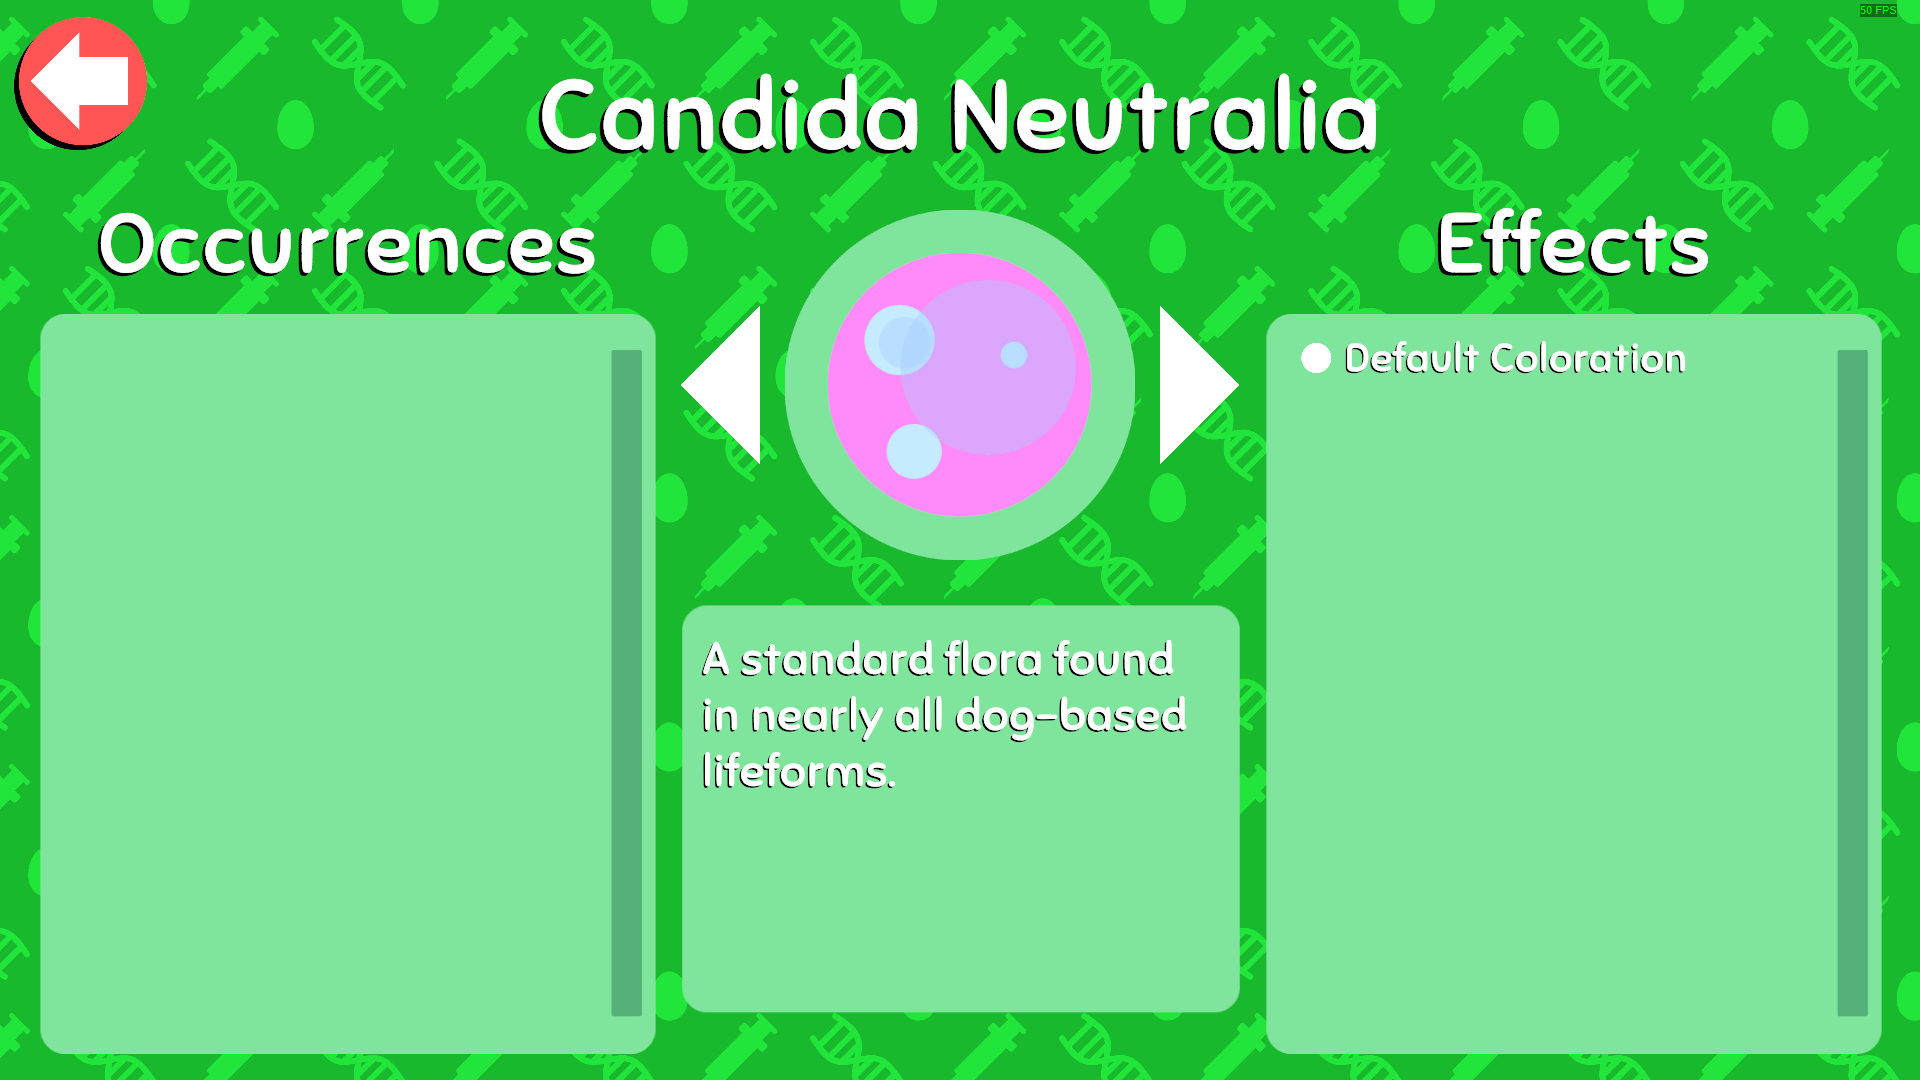 50 FPS
Candida Neutralia
Occurrences
Effects
Default Coloration
A standard flora found
in nearly all dog-based
lifeforms.